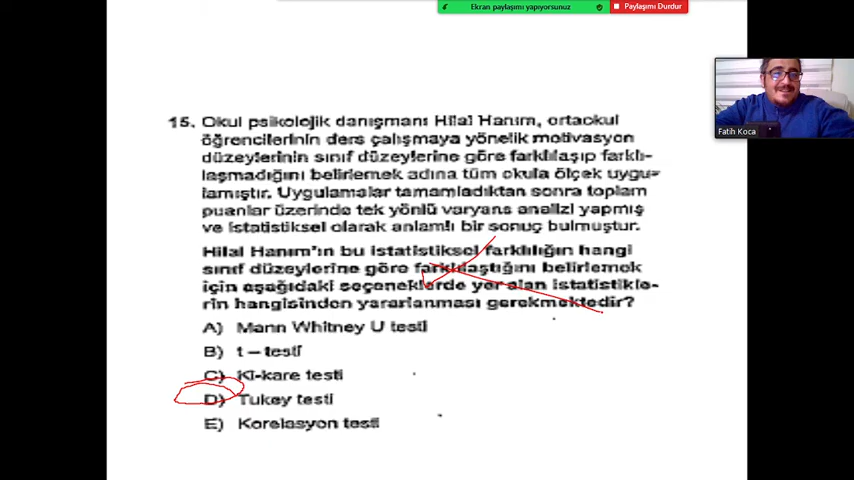 Ekran paylaşımı yapıyorsunuz
Paylaşımı Durdur
Fatih Koca
15. Okul psikolojik danışmanı Hilal Hanım, ortaokul
öğrencilerinin ders çalışmaya yönelik motivasyon
düzeylerinin sınıf düzeylerine göre farklılaşıp farklı-
laşmadığını belirlemek adına tüm okula ölçek uygu-
lamıştır. Uygulamalar tamamladıktan sonra toplam
puanlar üzerinde tek yönlü varyans analizi yapmış
ve istatistiksel olarak anlamlı bir sonuç bulmuştur.
Hilal Hanım'ın bu istatistiksel farklılığın hangi
sınıf düzeylerine göre farklılaştığını belirlemek
için aşağıdaki seçeneklerde yer alan istatistikle-
rin hangisinden yararlanması gerekmektedir?
A) Mann Whitney U testi
B) t – testi
C) Ki-kare testi
D) Tukey testi
E) Korelasyon testi